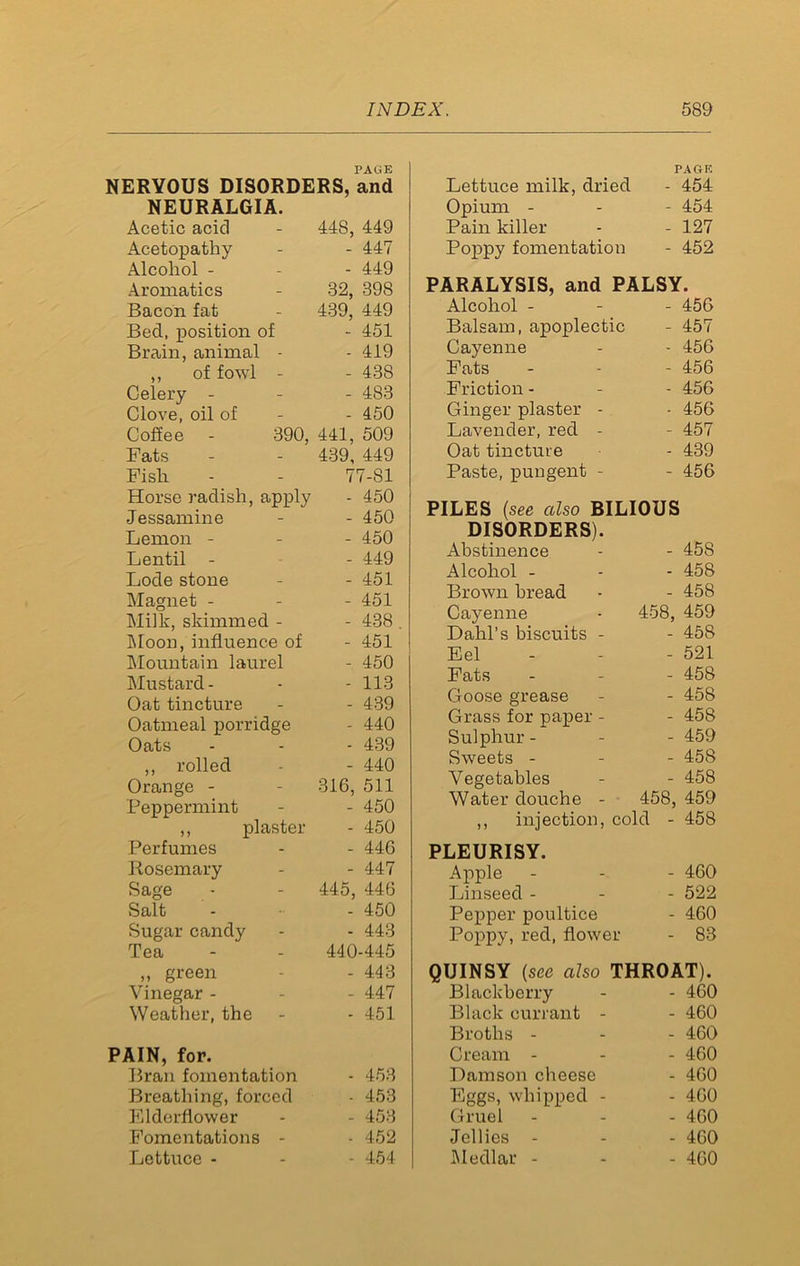 INDEX. 589
PAGE
NERVOUS DISORDERS, and
NEURALGIA.
Acetic acid - 448, 449
Acetopathy - - 447
Alcohol - - - 449
Aromatics - 32, 398
Bacon fat - 439, 449
Bed, position of - 451
Brain, animal - - 419
,, of fowl - - 438
Celery - - - 483
Clove, oil of - - 450
Coffee - 390, 441, 509
Fats - - 439, 449
Fish - - 77-81
Horse radish, apply - 450
Jessamine - - 450
Lemon - - - 450
Lentil - - 449
Lode stone - - 451
Magnet - - - 451
Milk, skimmed - - 438
Moon, influence of - 451
Mountain laurel - 450
Mustard - - - 113
Oat tincture - - 439
Oatmeal porridge - 440
Oats - - - 439
,, rolled - - 440
Orange - - 316, 511
Peppermint - - 450
,, plaster - 450
Perfumes - - 446
Rosemary - - 447
Sage - - 445, 446
Salt - - - 450
Sugar candy - - 443
Tea - - 440-445
,, green - - 443
Vinegar - - - 447
Weather, the - - 451
PAIN, for.
Bran fomentation - 453
Breathing, forced - 453
Elderflower - - 453
Fomentations - - 452
Lettuce - - - 454
PAGE
Lettuce milk, dried - 454
Opium - - - 454
Pain killer - - 127
Poppy fomentation - 452
PARALYSIS, and PALSY.
Alcohol - - - 456
Balsam, apoplectic - 457
Cayenne - - 456
Fats - - - 456
Friction - - - 456
Ginger plaster - - 456
Lavender, red - - 457
Oat tincture - 439
Paste, pungent - - 456
PILES (see also BILIOUS
DISORDERS).
Abstinence - - 458
Alcohol - - - 458
Brown bread - - 458
Cayenne - 458, 459
Dahl's biscuits - - 458
Eel - - - 521
Fats - - - 458
Goose grease - - 458
Grass for paper - - 458
Sulphur - - - 459
Sweets - - - 458
Vegetables - - 458
Water douche - 458, 459
,, injection, cold - 458
PLEURISY.
Apple - - - 460
Linseed - - - 522
Pepper poultice - 460
Poppy, red, flower - 83
QUINSY (see also THROAT).
Blackberry - - 460
Black currant - - 460
Broths - - - 460
Cream - - - 460
Damson cheese - 460
Eggs, whipped - - 460
Gruel - - - 460
Jellies - - - 460
Medlar - - - 460